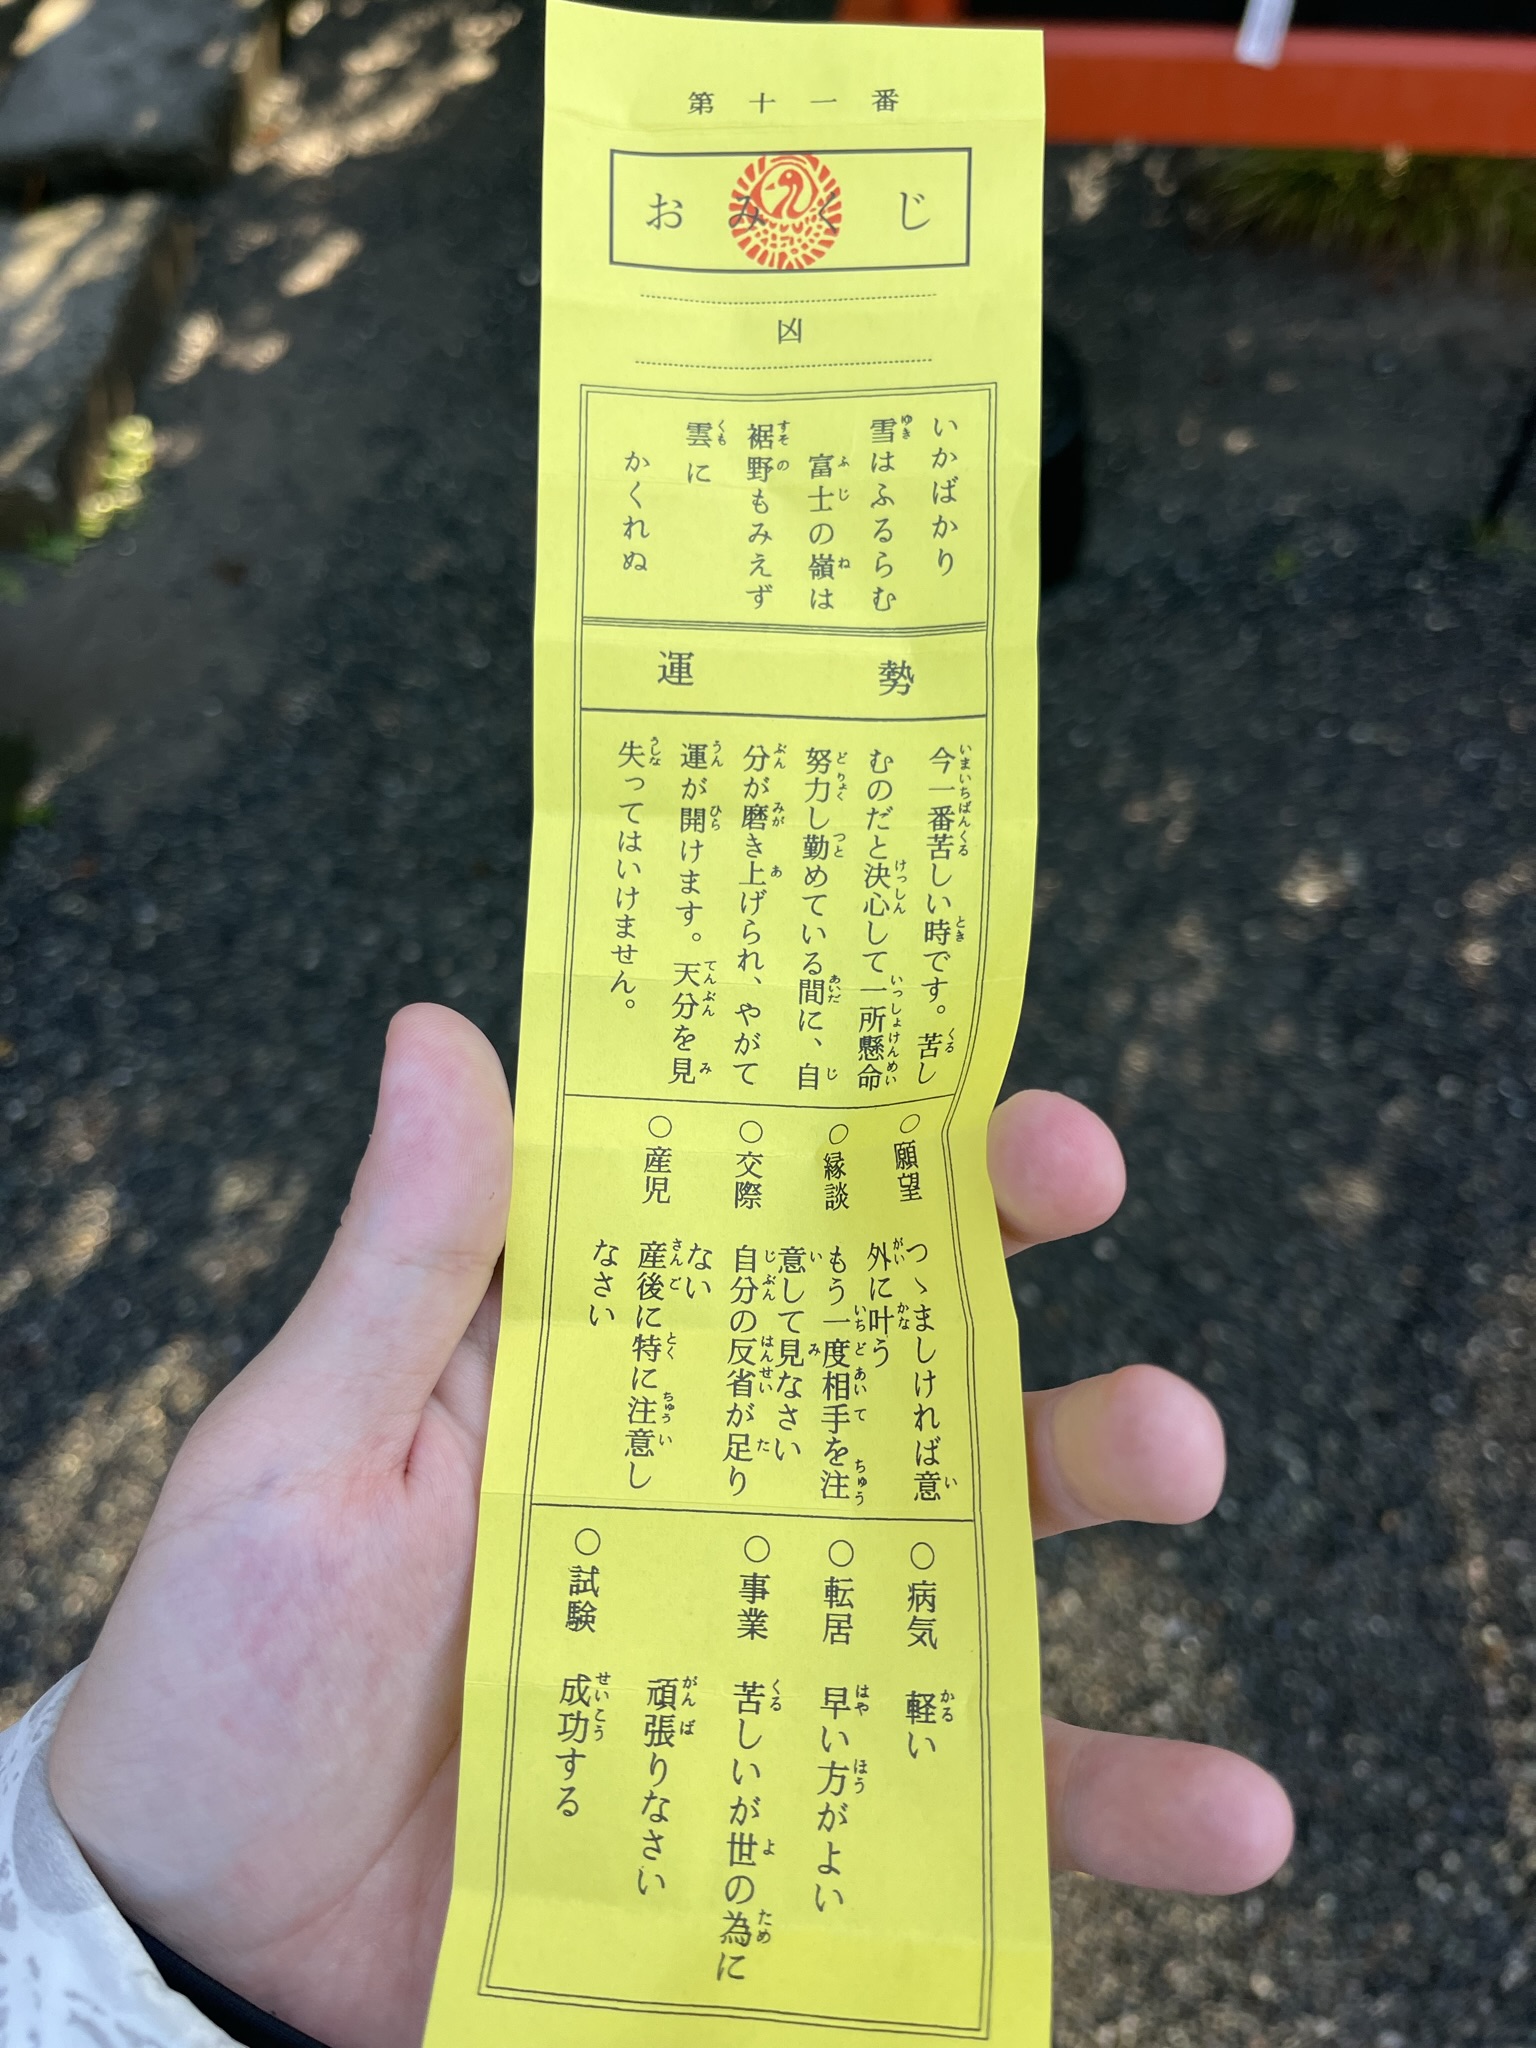 第十一番
おみくじ
凶
いかばかり
雪はふるらむ
富士の嶺は
裾野もみえず
雲に
かくれぬ
運勢
今一番苦しい時です。苦し
むのだと決心して一所懸命
努力し勤めている間に、自
分が磨き上げられ、やがて
運が開けます。天分を見
失ってはいけません。
○願望 つゝましければ意
外に叶う
○縁談 もう一度相手を注
意して見なさい
○交際 自分の反省が足り
ない
○産児 産後に特に注意し
なさい
○病気 軽い
○転居 早い方がよい
○事業 苦しいが世の為に
頑張りなさい
○試験 成功する